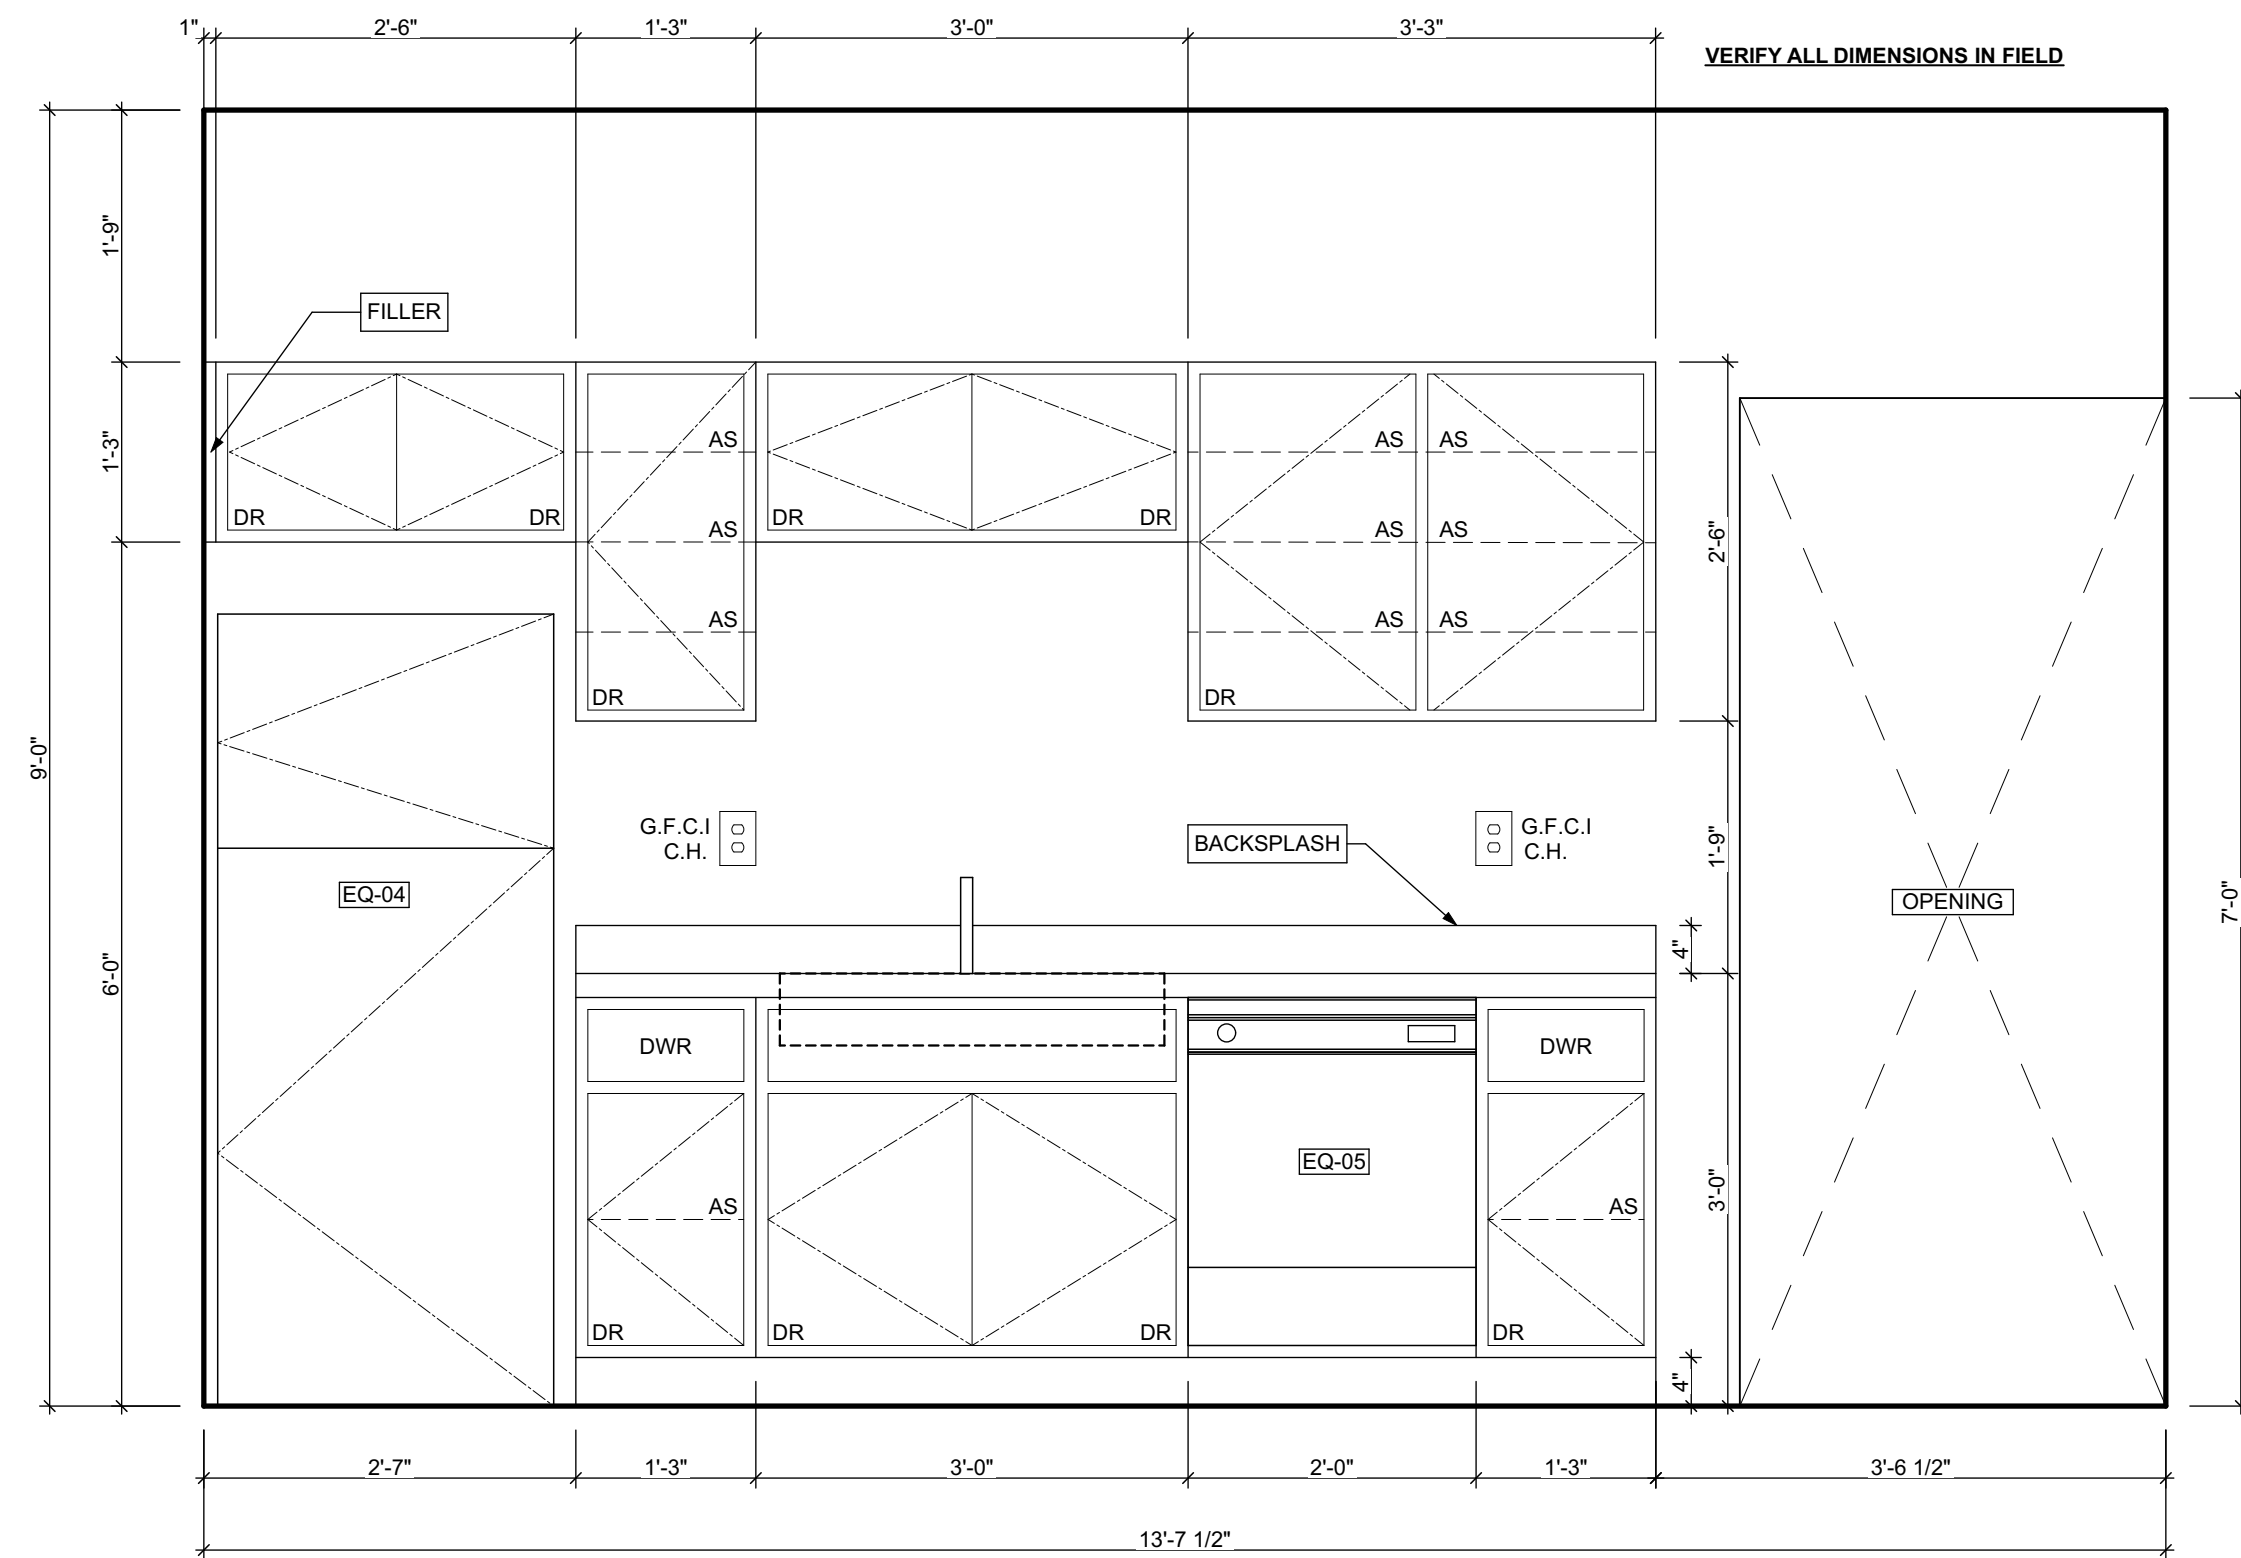 1" 2'-6" 1'-3" 3'-0" 3'-3"
VERIFY ALL DIMENSIONS IN FIELD
1'-9"
FILLER
1'-3"
AS AS AS
DR DR DR DR
AS AS AS
2'-6"
AS AS AS
DR DR
9'-0"
G.F.C.I
C.H.
BACKSPLASH
G.F.C.I
C.H.
1'-9"
EQ-04
OPENING
7'-0"
4"
6'-0"
DWR DWR
EQ-05
3'-0"
AS AS
DR DR DR DR
4"
2'-7" 1'-3" 3'-0" 2'-0" 1'-3" 3'-6 1/2"
13'-7 1/2"